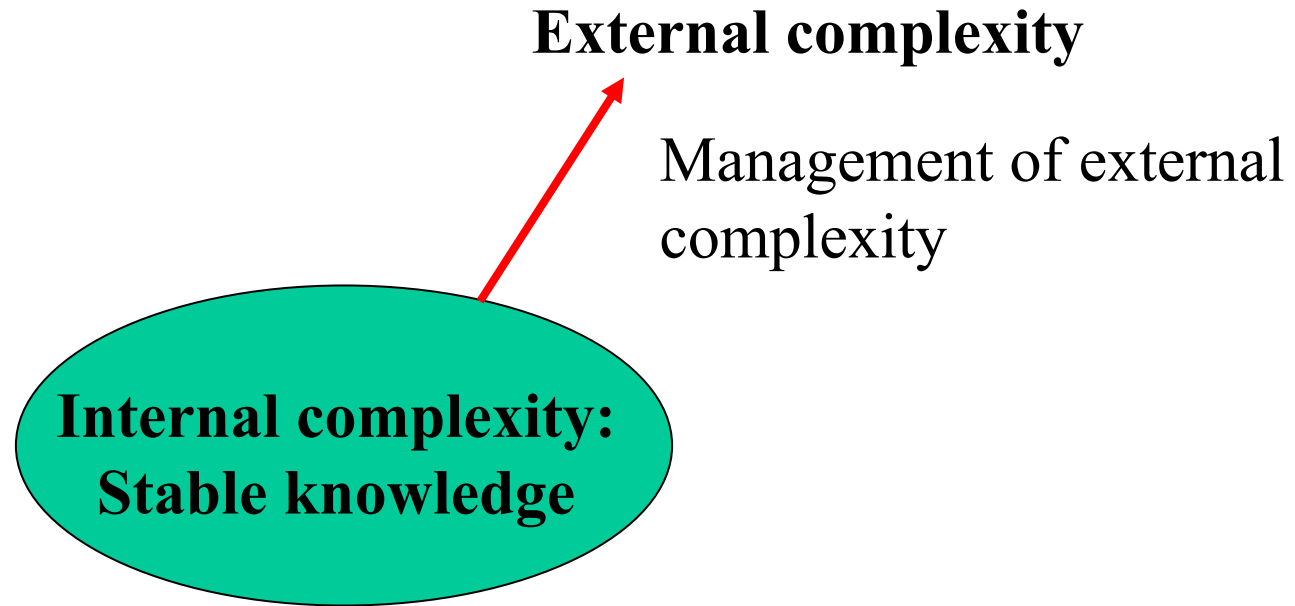 External complexity
Management of external
complexity
Internal complexity:
Stable knowledge